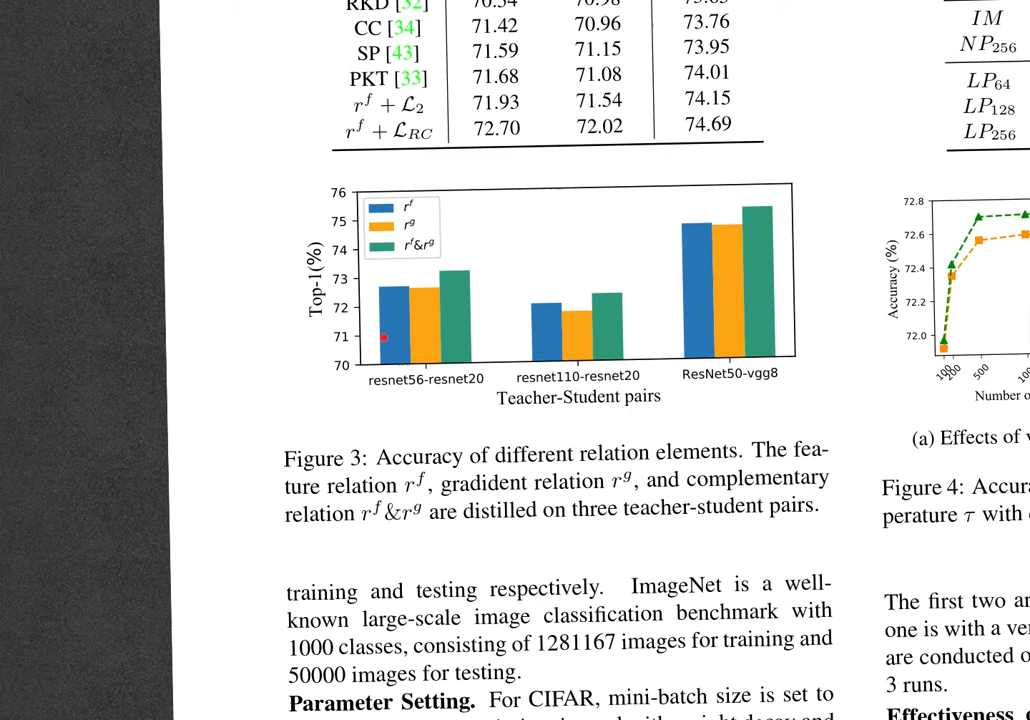 RKD [32]
CC [34] 71.42 70.96 73.76
SP [43] 71.59 71.15 73.95
PKT [33] 71.68 71.08 74.01
r^f + L_2 71.93 71.54 74.15
r^f + L_RC 72.70 72.02 74.69
76
75
74
73
72
71
70
Top-1(%)
r^f
r^g
r^f&r^g
resnet56-resnet20 resnet110-resnet20 ResNet50-vgg8
Teacher-Student pairs
Figure 3: Accuracy of different relation elements. The fea-
ture relation r^f, gradident relation r^g, and complementary
relation r^f&r^g are distilled on three teacher-student pairs.
training and testing respectively. ImageNet is a well-
known large-scale image classification benchmark with
1000 classes, consisting of 1281167 images for training and
50000 images for testing.
Parameter Setting. For CIFAR, mini-batch size is set to
IM
NP_256
LP_64
LP_128
LP_256
72.8
72.6
72.4
72.2
72.0
Accuracy (%)
100 200 500
Number
(a) Effects of
Figure 4:
perature τ with
The first two
one is with a
are conducted
3 runs.
Effectiveness